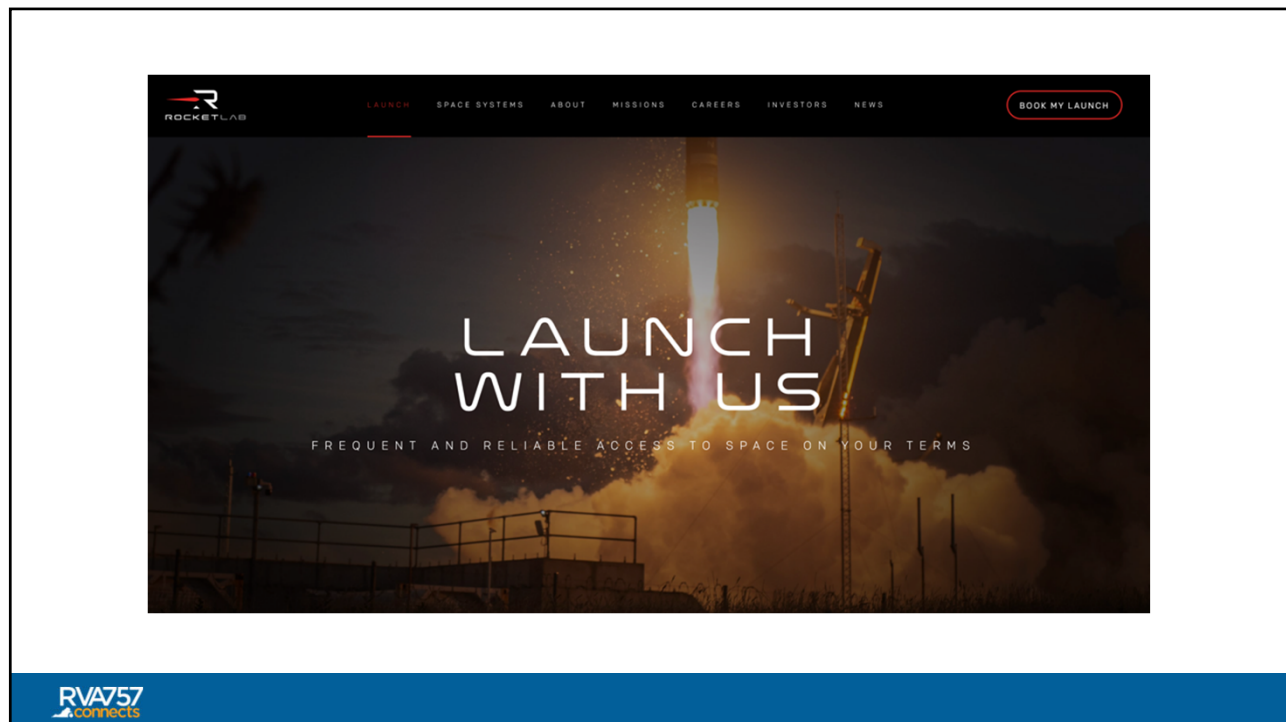 ROCKETLAB
LAUNCH SPACE SYSTEMS ABOUT MISSIONS CAREERS INVESTORS NEWS
BOOK MY LAUNCH
LAUNCH
WITH US
FREQUENT AND RELIABLE ACCESS TO SPACE ON YOUR TERMS
RVA757
connects